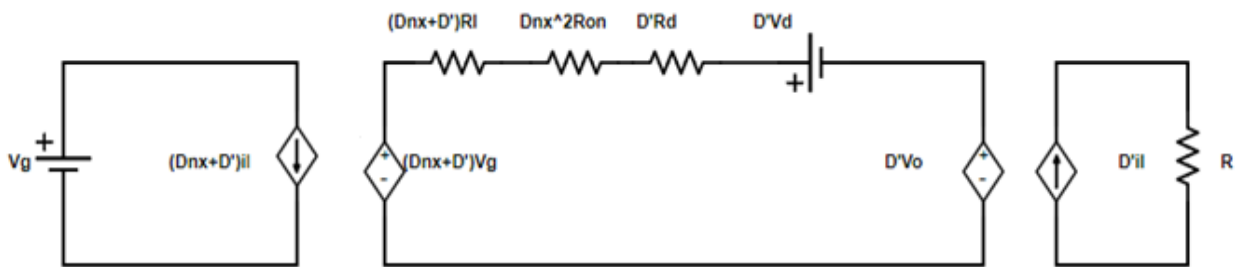 (Dnx+D')Rl Dnx^2Ron D'Rd D'Vd
+
+
Vg
(Dnx+D')il
+
-
(Dnx+D')Vg
D'Vo
+
-
D'il
R